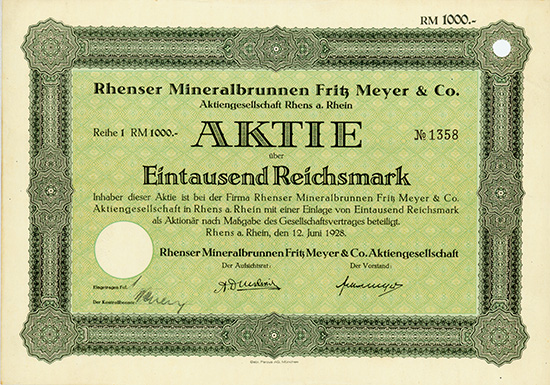 RM 1000.-
Rhenser Mineralbrunnen Fritz Meyer & Co.
Aktiengesellschaft Rhens a. Rhein
Reihe 1 RM 1000.- AKTIE № 1358
über
Eintausend Reichsmark
Inhaber dieser Aktie ist bei der Firma Rhenser Mineralbrunnen Fritz Meyer & Co.
Aktiengesellschaft in Rhens a. Rhein mit einer Einlage von Eintausend Reichsmark
als Aktionär nach Maßgabe des Gesellschaftsvertrages beteiligt.
Rhens a. Rhein, den 12. Juni 1928.
Rhenser Mineralbrunnen Fritz Meyer & Co. Aktiengesellschaft
Der Aufsichtsrat: Der Vorstand:
Eingetragen Fol.
Der Kontrollbeamte: